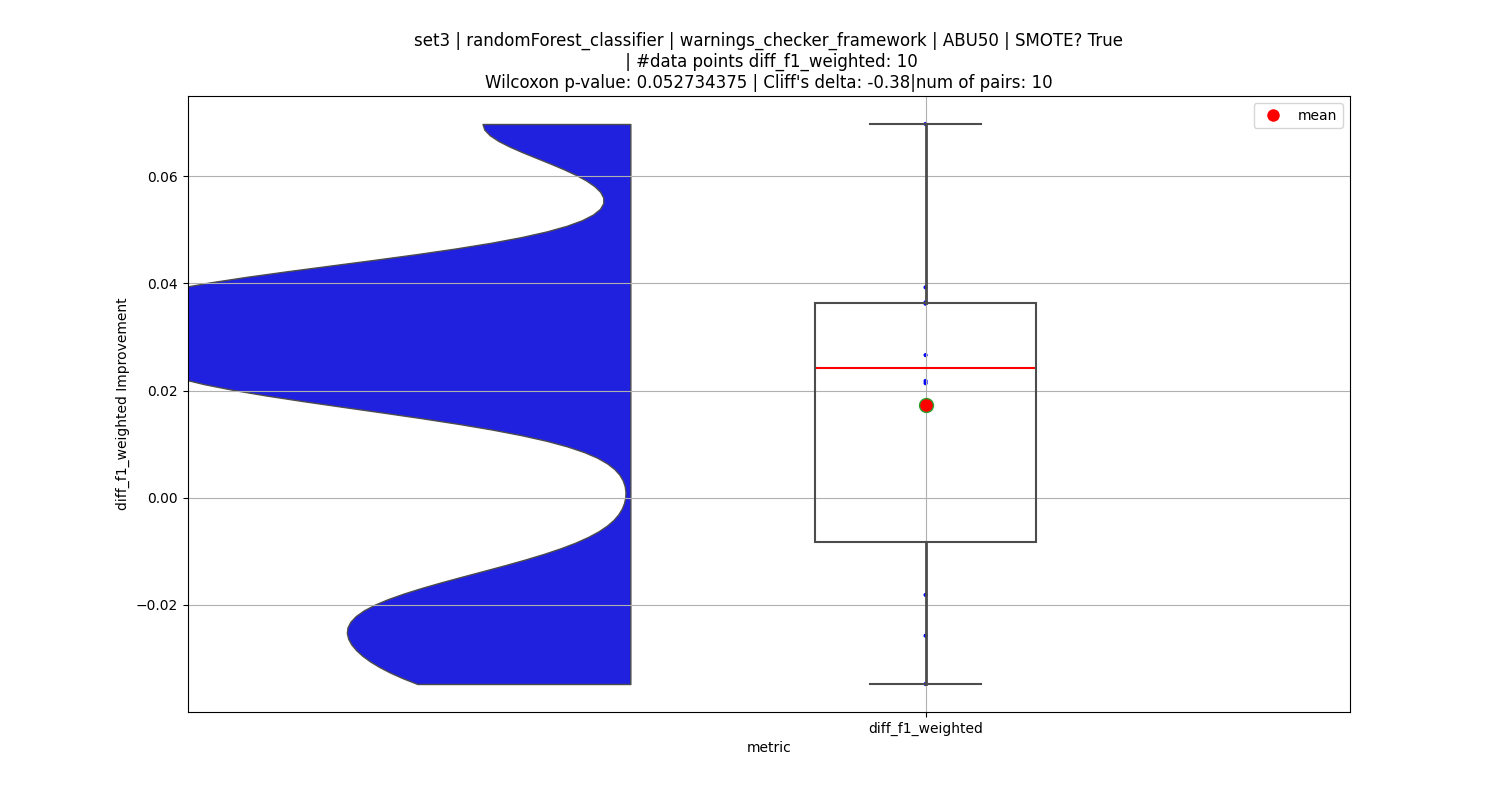 set3 | randomForest_classifier | warnings_checker_framework | ABU50 | SMOTE? True
| #data points diff_f1_weighted: 10
Wilcoxon p-value: 0.052734375 | Cliff's delta: -0.38|num of pairs: 10
mean
0.06
0.04
0.02
0.00
−0.02
diff_f1_weighted Improvement
diff_f1_weighted
metric